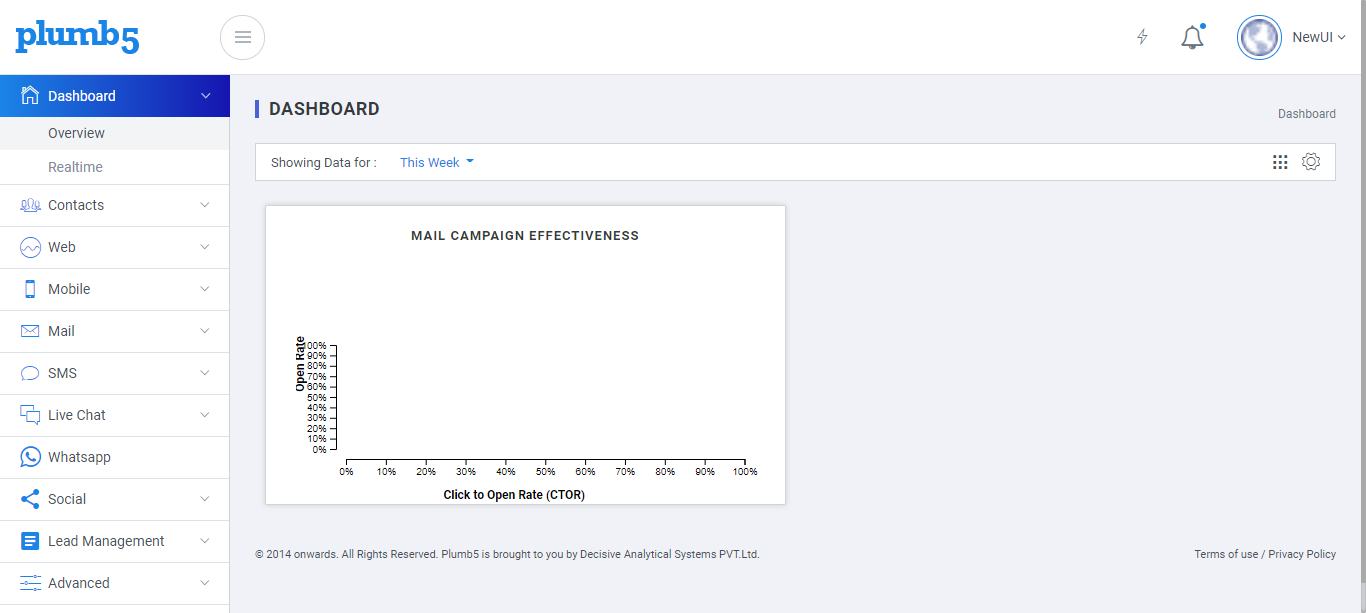 plumb5
NewUI
Dashboard
Overview
Realtime
Contacts
Web
Mobile
Mail
SMS
Live Chat
Whatsapp
Social
Lead Management
Advanced
DASHBOARD
Dashboard
Showing Data for :
This Week
MAIL CAMPAIGN EFFECTIVENESS
Open Rate
100%
90%
80%
70%
60%
50%
40%
30%
20%
10%
0%
0% 10% 20% 30% 40% 50% 60% 70% 80% 90% 100%
Click to Open Rate (CTOR)
© 2014 onwards. All Rights Reserved. Plumb5 is brought to you by Decisive Analytical Systems PVT.Ltd.
Terms of use / Privacy Policy